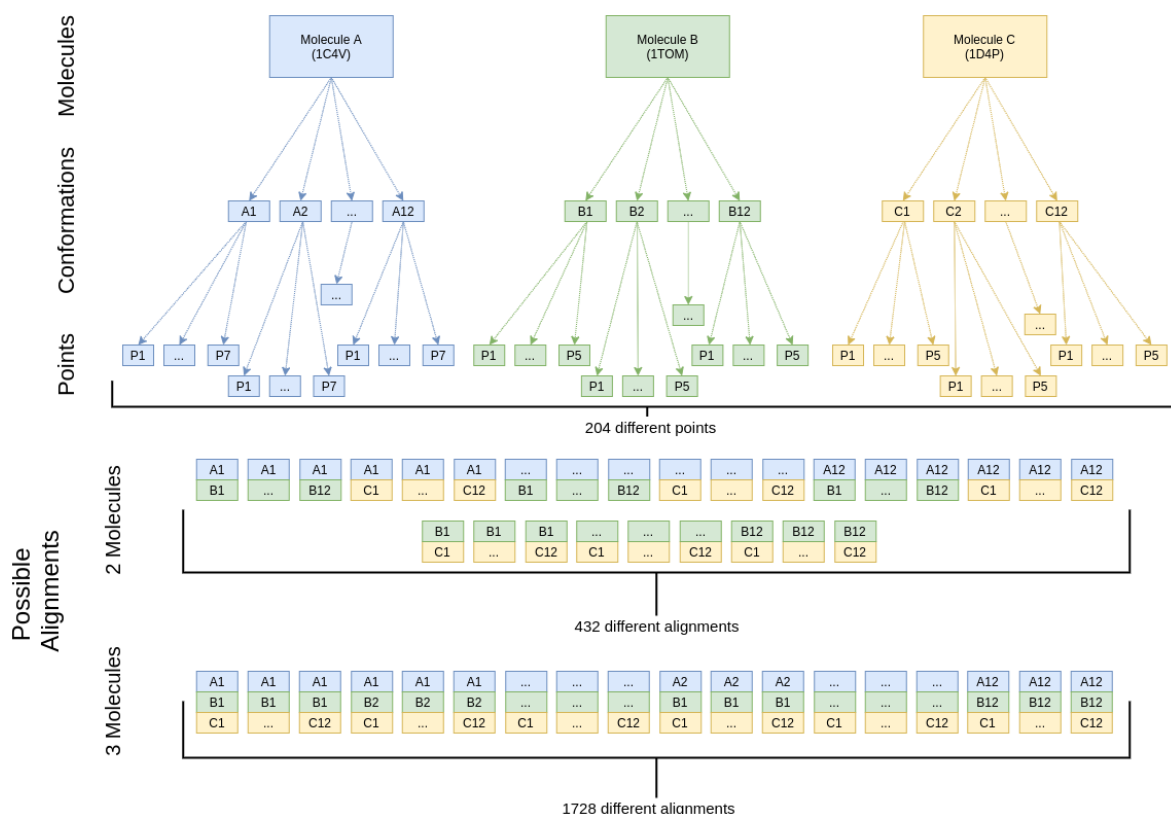 Molecules
Molecule A
(1C4V)
Molecule B
(1TOM)
Molecule C
(1D4P)
Conformations
A1 A2 ... A12 B1 B2 ... B12 C1 C2 ... C12
...
...
...
Points
P1 ... P7 P1 ... P7 P1 ... P5 P1 ... P5 P1 ... P5 P1 ... P5
P1 ... P7 P1 ... P5 P1 ... P5
204 different points
Possible
Alignments
2 Molecules
A1 A1 A1 A1 A1 A1 ... ... ... ... ... ... A12 A12 A12 A12 A12 A12
B1 ... B12 C1 ... C12 B1 ... B12 C1 ... C12 B1 ... B12 C1 ... C12
B1 B1 B1 ... ... ... B12 B12 B12
C1 ... C12 C1 ... C12 C1 ... C12
432 different alignments
3 Molecules
A1 A1 A1 A1 A1 A1 ... ... ... A2 A2 A2 ... ... ... A12 A12 A12
B1 B1 B1 B2 B2 B2 ... ... ... B1 B1 B1 ... ... ... B12 B12 B12
C1 ... C12 C1 ... C12 C1 ... C12 C1 ... C12 C1 ... C12 C1 ... C12
1728 different alignments